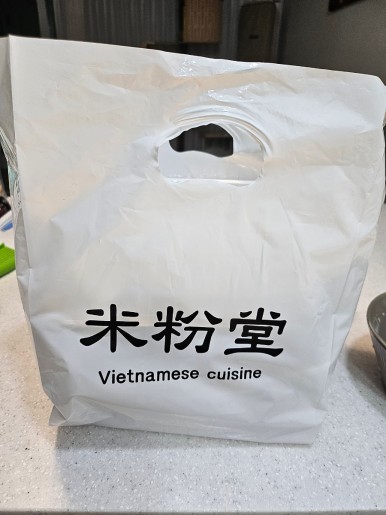 米粉堂
Vietnamese cuisine